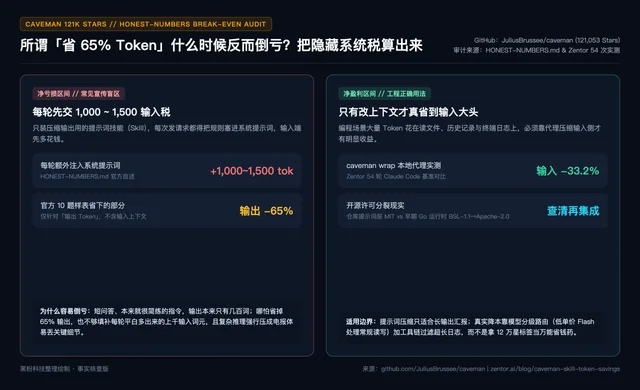 CAVEMAN 121K STARS // HONEST-NUMBERS BREAK-EVEN AUDIT
所谓「省 65% Token」什么时候反而倒亏？把隐藏系统税算出来
GitHub: JuliusBrussee/caveman (121,053 Stars)
审计来源：HONEST-NUMBERS.md & Zentor 54 次实测
净亏损区间 // 常见宣传盲区
每轮先交 1,000 ~ 1,500 输入税
只装压缩输出用的提示词技能（Skill），每次发请求都得把规则塞进系统提示词，输入端
先多花钱。
每轮额外注入系统提示词
HONEST-NUMBERS.md 官方自述
+1,000~1,500 tok
官方 10 题样表省下的部分
仅针对「输出 Token」，不含输入上下文
输出 −65%
为什么容易倒亏：短问答、本来就很简练的指令，输出本来只有几百词；哪怕省掉
65% 输出，也不够填补每轮平白多出来的上千输入词元，且复杂推理强行压成电报体
易丢关键细节。
净盈利区间 // 工程正确用法
只有改上下文才真省到输入大头
编程场景大量 Token 花在读文件、历史记录与终端日志上，必须靠代理压缩输入侧才
有明显收益。
caveman wrap 本地代理实测
Zentor 54 轮 Claude Code 基准对比
输入 −33.2%
开源许可分裂现实
仓库提示词是 MIT vs 早期 Go 运行时 BSL-1.1→Apache-2.0
查清再集成
适用边界：提示词压缩只适合长输出汇报；真实降本靠模型分级路由（低单价 Flash
处理常规读写）加工具链过滤超长日志，而不是拿 12 万星标签当万能省钱药。
黑粉科技整理绘制 · 事实核查版
来源：github.com/JuliusBrussee/caveman | zentor.ai/blog/caveman-skill-token-savings